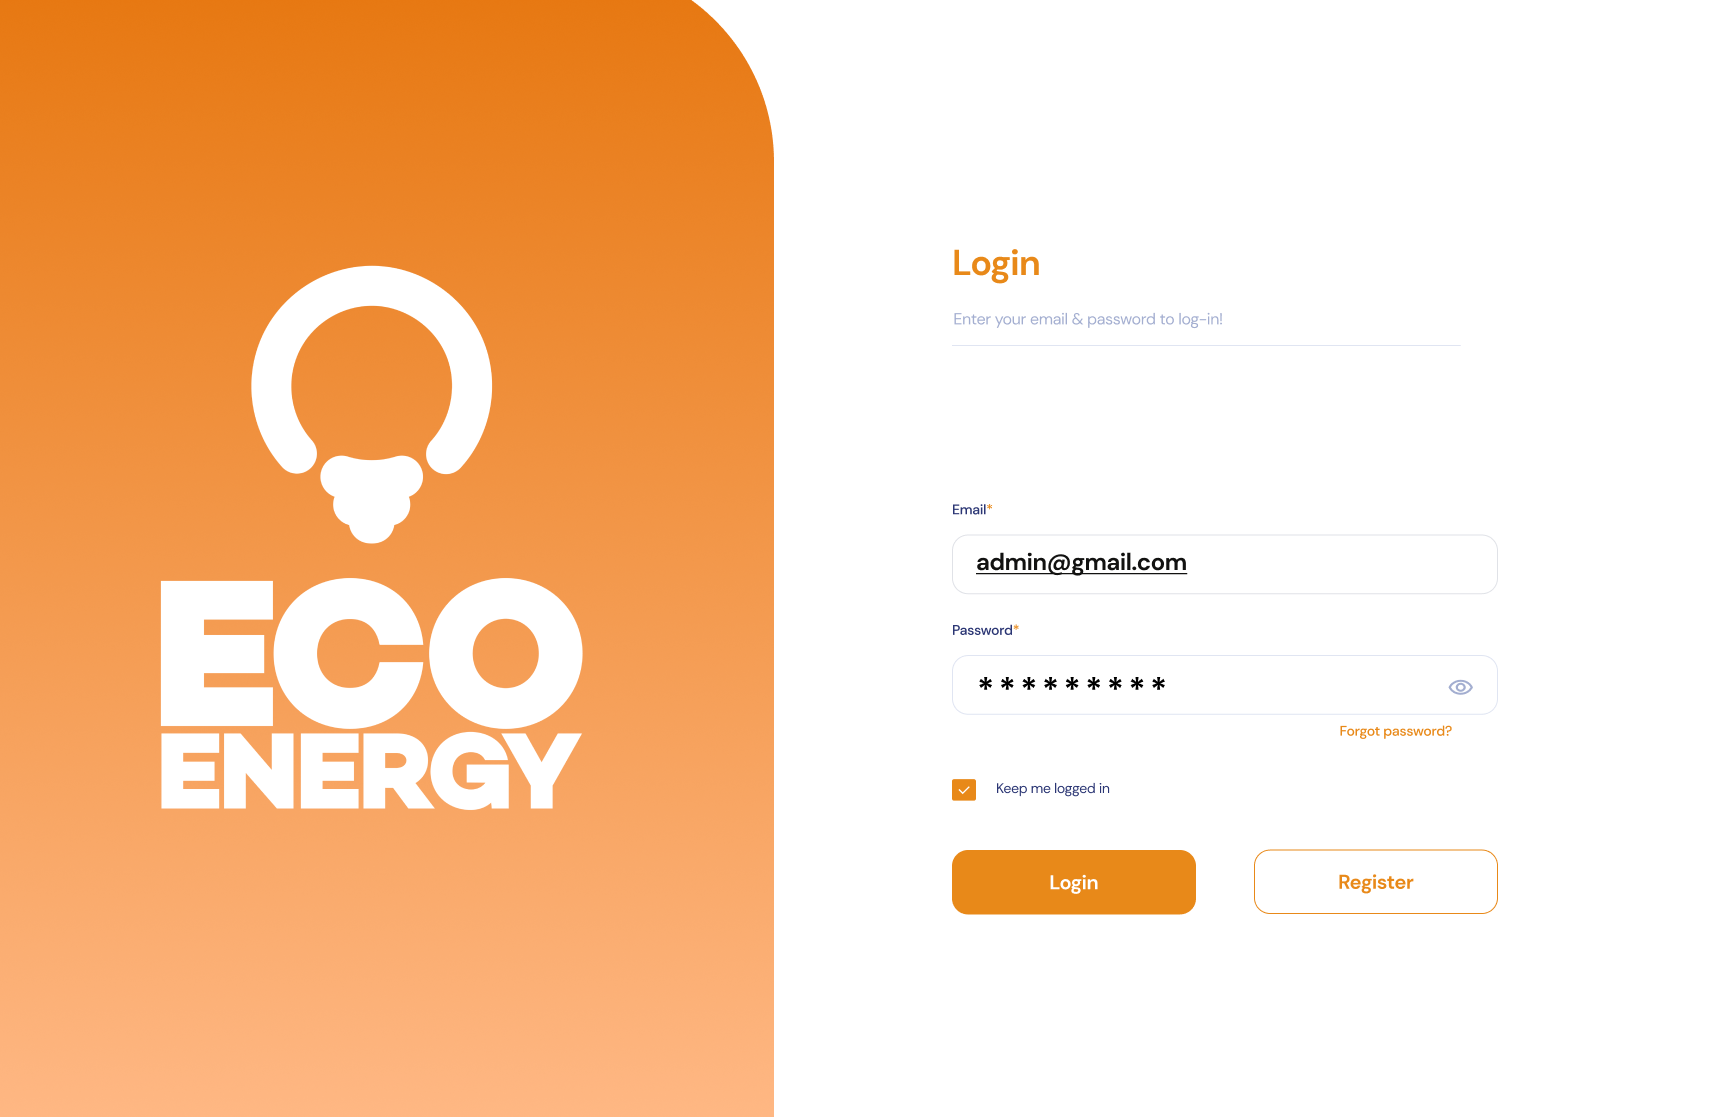 ECO
ENERGY
Login
Enter your email & password to log-in!
Email*
admin@gmail.com
Password*
* * * * * * * * *
Forgot password?
Keep me logged in
Login
Register